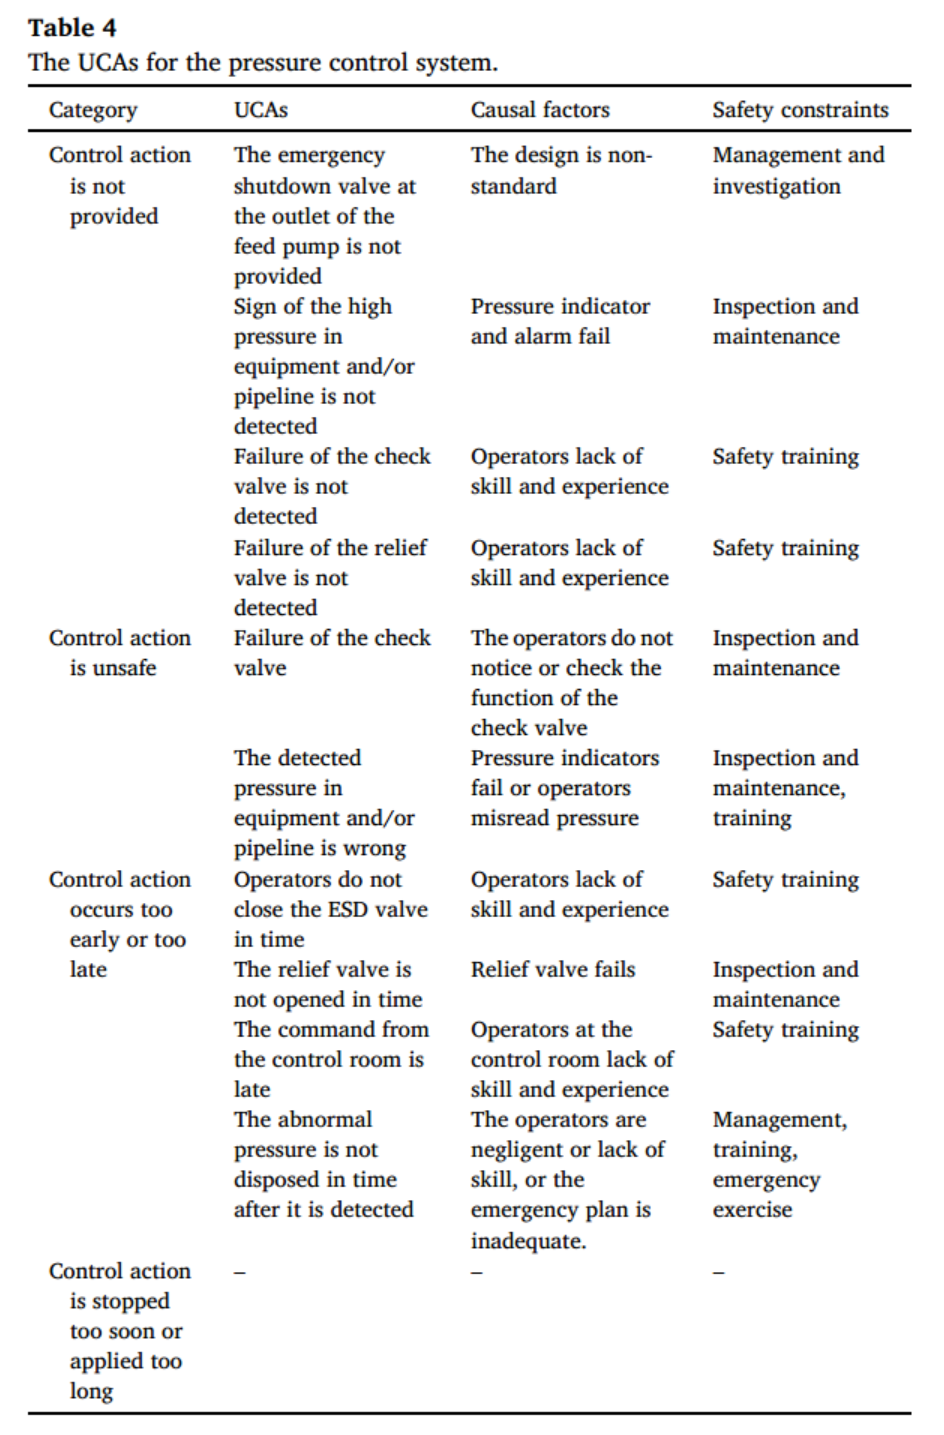 Table 4
The UCAs for the pressure control system.
Category UCAs Causal factors Safety constraints
Control action The emergency The design is non- Management and
is not shutdown valve at standard investigation
provided the outlet of the
feed pump is not
provided
Sign of the high Pressure indicator Inspection and
pressure in and alarm fail maintenance
equipment and/or
pipeline is not
detected
Failure of the check Operators lack of Safety training
valve is not skill and experience
detected
Failure of the relief Operators lack of Safety training
valve is not skill and experience
detected
Control action Failure of the check The operators do not Inspection and
is unsafe valve notice or check the maintenance
function of the
check valve
The detected Pressure indicators Inspection and
pressure in fail or operators maintenance,
equipment and/or misread pressure training
pipeline is wrong
Control action Operators do not Operators lack of Safety training
occurs too close the ESD valve skill and experience
early or too in time
late The relief valve is Relief valve fails Inspection and
not opened in time maintenance
The command from Operators at the Safety training
the control room is control room lack of
late skill and experience
The abnormal The operators are Management,
pressure is not negligent or lack of training,
disposed in time skill, or the emergency
after it is detected emergency plan is exercise
inadequate.
Control action – – –
is stopped
too soon or
applied too
long